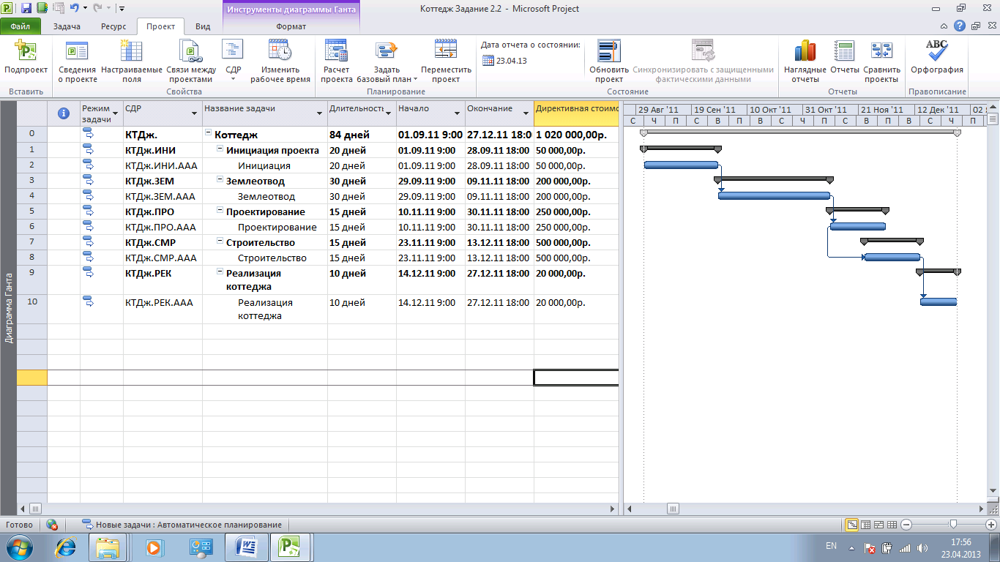 Инструменты диаграммы Ганта
Коттедж Задание 2.2 - Microsoft Project
Файл Задача Ресурс Проект Вид Формат
Подпроект
Сведения о проекте
Настраиваемые поля
Связи между проектами
СДР
Изменить рабочее время
Расчет проекта
Задать базовый план
Переместить проект
Дата отчета о состоянии:
23.04.13
Обновить проект
Синхронизировать с защищенными фактическими данными
Наглядные отчеты
Отчеты
Сравнить проекты
ABC
Орфография
Вставить Свойства Планирование Состояние Отчеты Правописание
Режим задачи СДР Название задачи Длительность Начало Окончание Директивная стоимо
29 Авг '11 19 Сен '11 10 Окт '11 31 Окт '11 21 Ноя '11 12 Дек '11 02
С Ч П С В П В С Ч П С Ч П В С В С Ч П
0 КТДж. Коттедж 84 дней 01.09.11 9:00 27.12.11 18:0 1 020 000,00р.
1 КТДж.ИНИ Инициация проекта 20 дней 01.09.11 9:00 28.09.11 18:00 50 000,00р.
2 КТДж.ИНИ.ААА Инициация 20 дней 01.09.11 9:00 28.09.11 18:00 50 000,00р.
3 КТДж.ЗЕМ Землеотвод 30 дней 29.09.11 9:00 09.11.11 18:00 200 000,00р.
4 КТДж.ЗЕМ.ААА Землеотвод 30 дней 29.09.11 9:00 09.11.11 18:00 200 000,00р.
5 КТДж.ПРО Проектирование 15 дней 10.11.11 9:00 30.11.11 18:00 250 000,00р.
6 КТДж.ПРО.ААА Проектирование 15 дней 10.11.11 9:00 30.11.11 18:00 250 000,00р.
7 КТДж.СМР Строительство 15 дней 23.11.11 9:00 13.12.11 18:00 500 000,00р.
8 КТДж.СМР.ААА Строительство 15 дней 23.11.11 9:00 13.12.11 18:00 500 000,00р.
9 КТДж.РЕК Реализация коттеджа 10 дней 14.12.11 9:00 27.12.11 18:00 20 000,00р.
10 КТДж.РЕК.ААА Реализация коттеджа 10 дней 14.12.11 9:00 27.12.11 18:00 20 000,00р.
Диаграмма Ганта
Готово Новые задачи : Автоматическое планирование
EN 17:56
23.04.2013